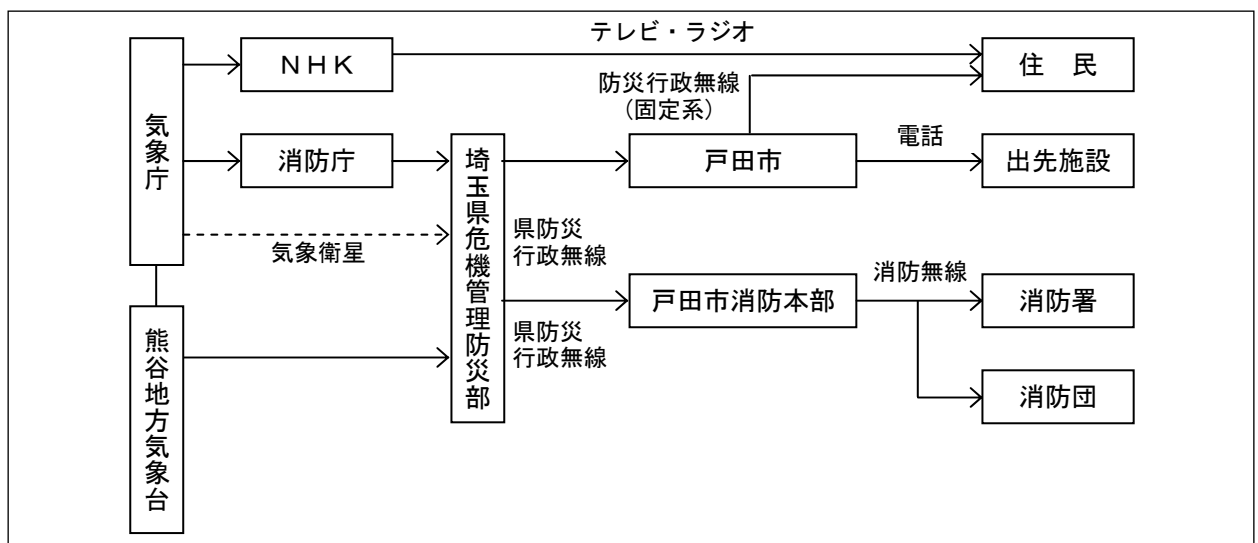 テレビ・ラジオ
気象庁
NHK
住 民
防災行政無線
(固定系)
消防庁
埼玉県危機管理防災部
戸田市
電話
出先施設
気象衛星
県防災
行政無線
戸田市消防本部
消防無線
消防署
熊谷地方気象台
県防災
行政無線
消防団